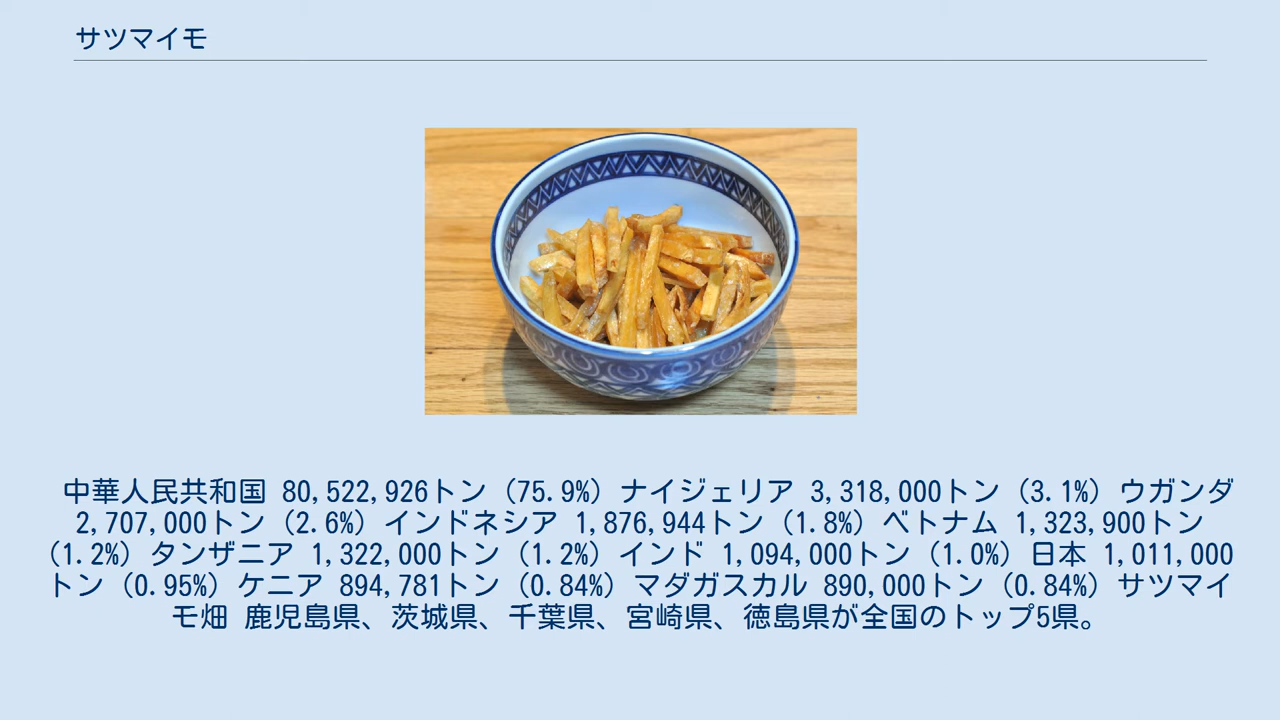 サツマイモ
中華人民共和国 80,522,926トン（75.9%）ナイジェリア 3,318,000トン（3.1%）ウガンダ
2,707,000トン（2.6%）インドネシア 1,876,944トン（1.8%）ベトナム 1,323,900トン
（1.2%）タンザニア 1,322,000トン（1.2%）インド 1,094,000トン（1.0%）日本 1,011,000
トン（0.95%）ケニア 894,781トン（0.84%）マダガスカル 890,000トン（0.84%）サツマイ
モ畑 鹿児島県、茨城県、千葉県、宮崎県、徳島県が全国のトップ5県。